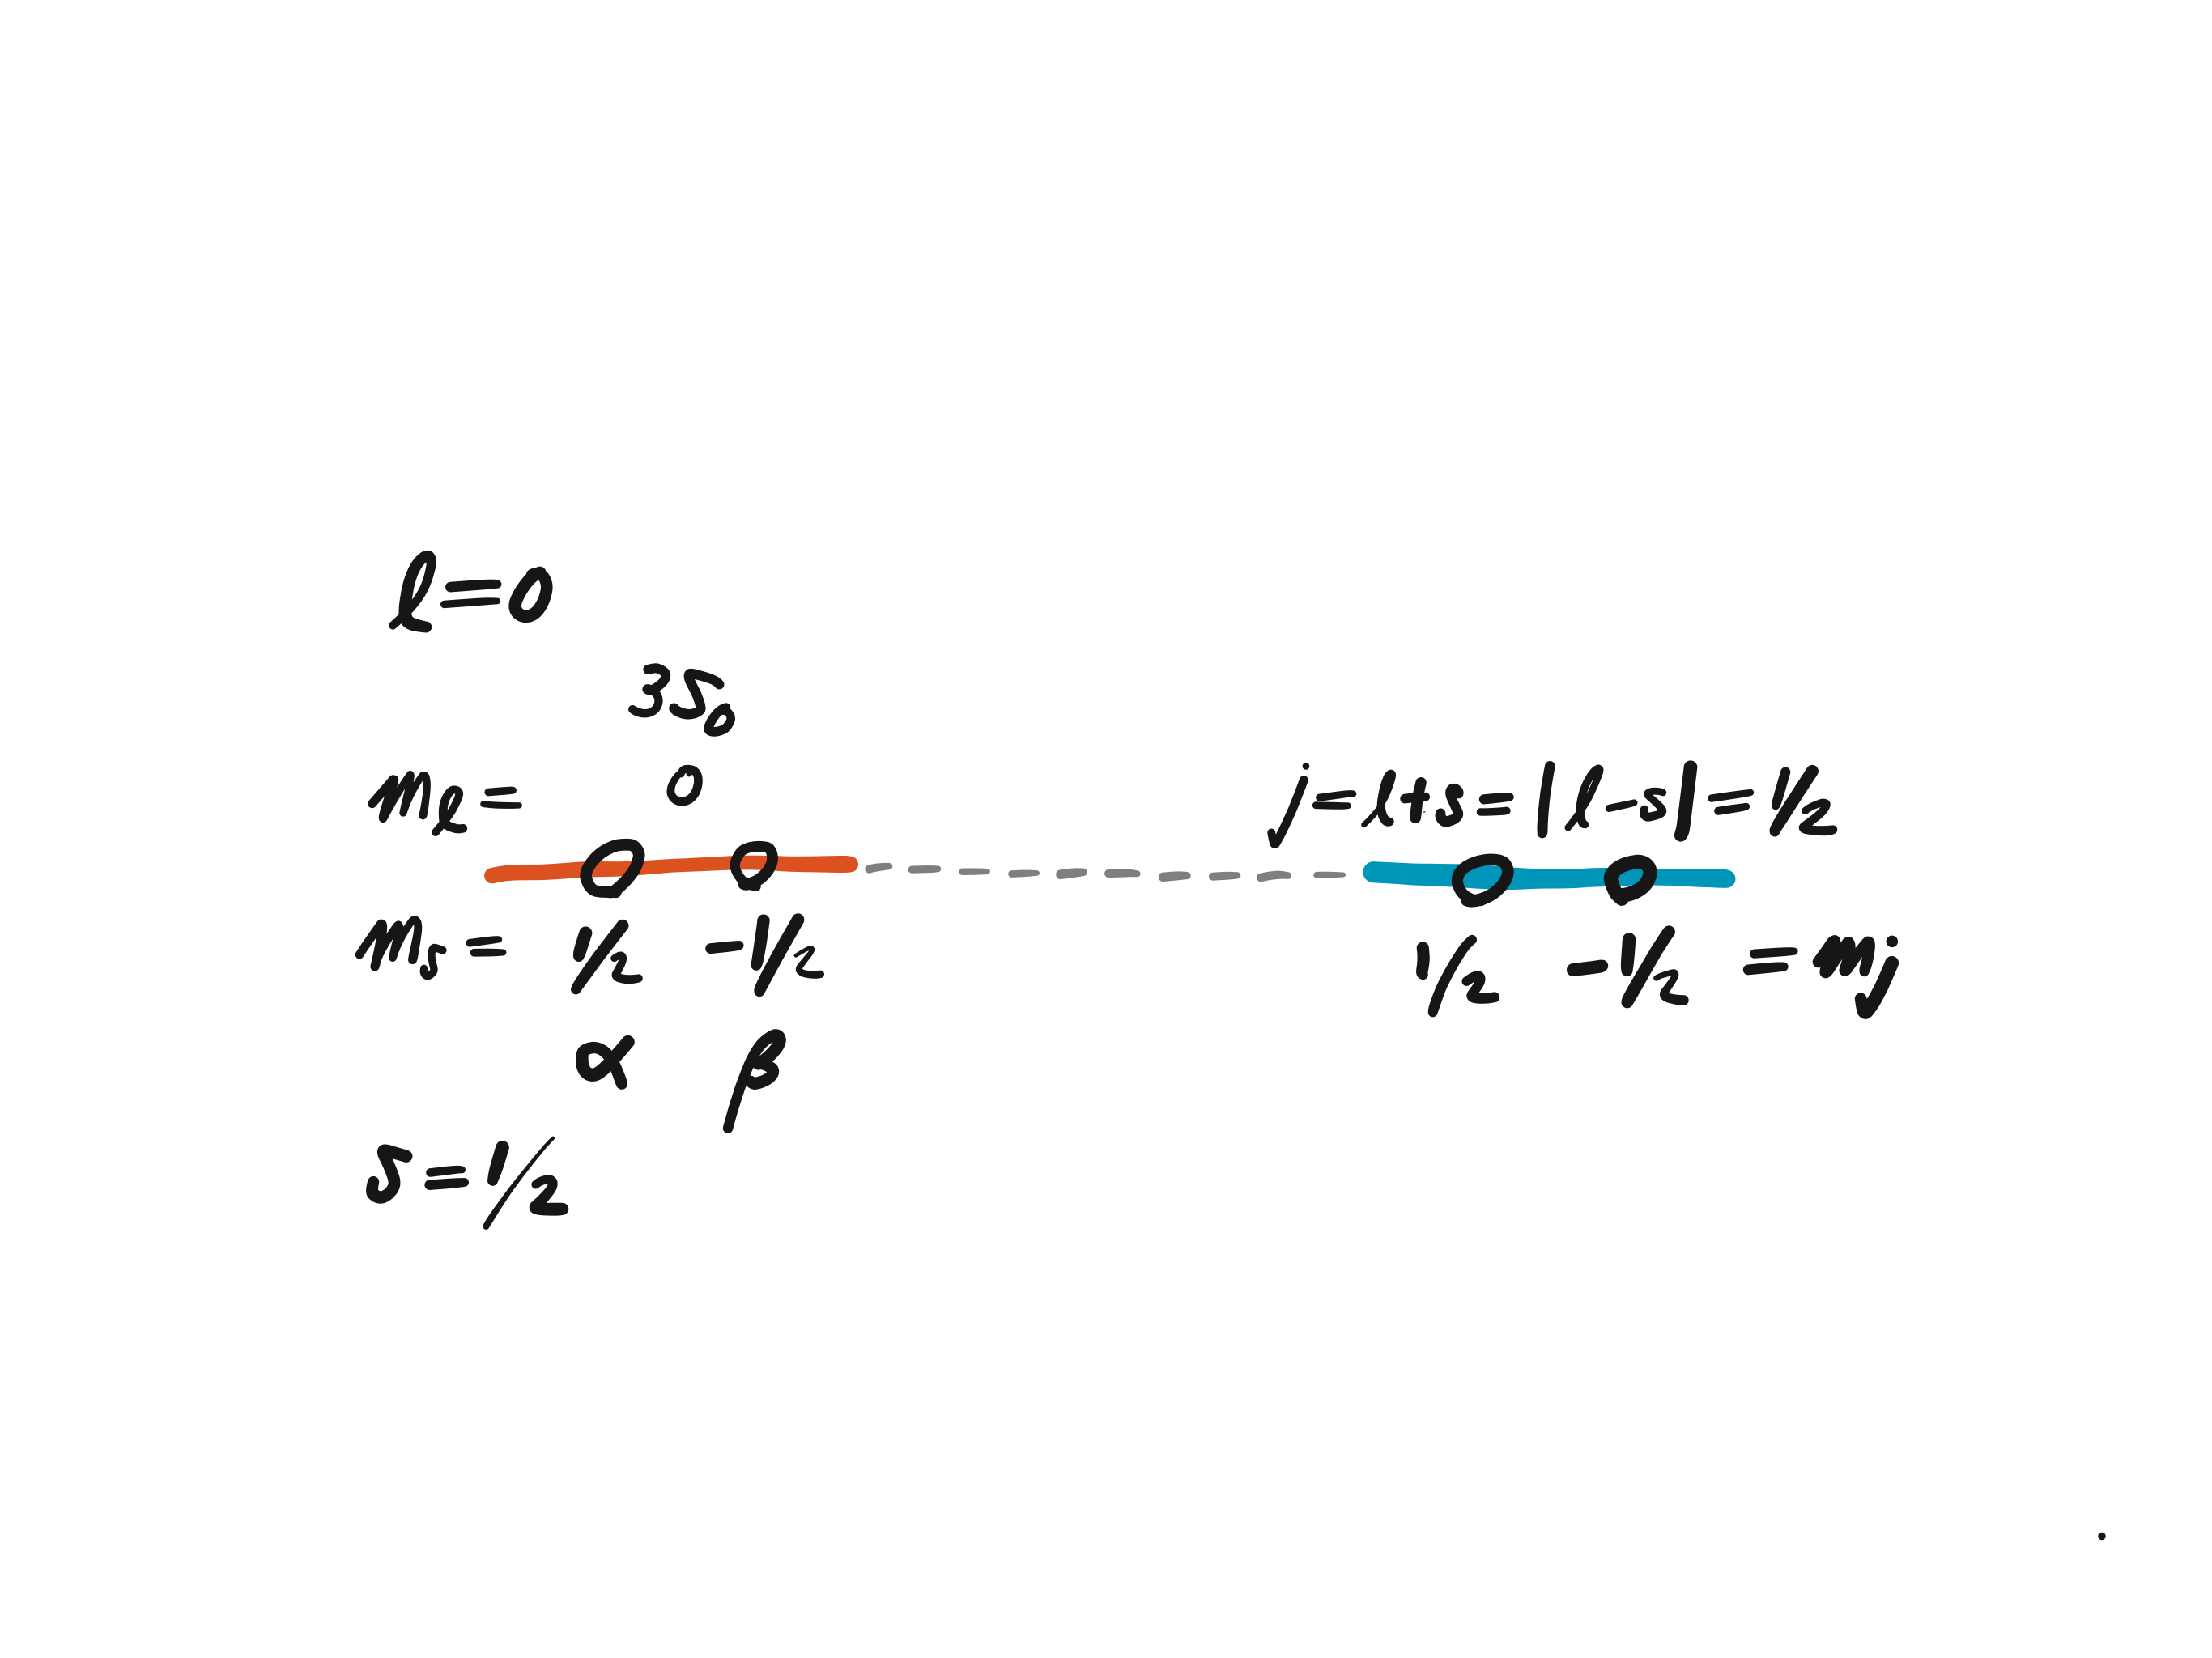 ℓ=0
3s₀
mℓ = 0
j=ℓ+s=|ℓ-s|=1/2
mₛ = 1/2 -1/2
1/2 -1/2 =mj
α β
s=1/2